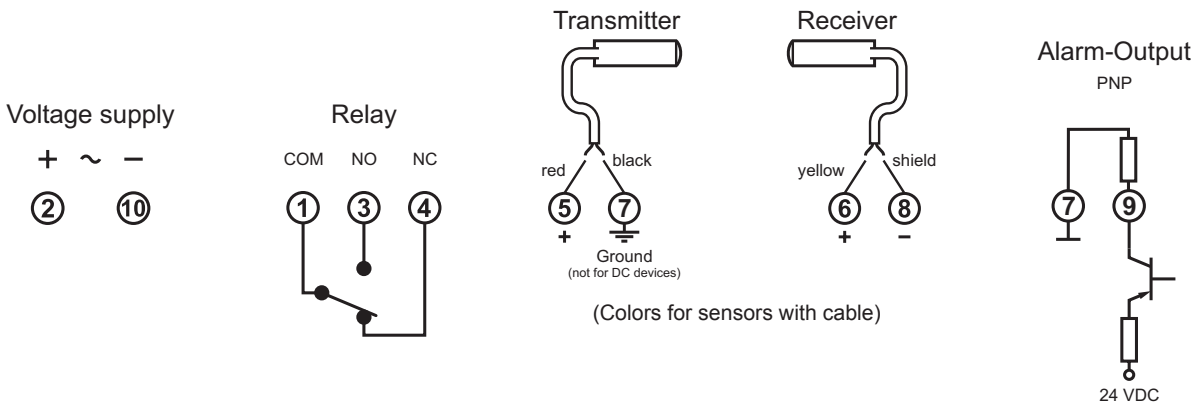 Voltage supply
+ ~ −
2 10
Relay
COM NO NC
1 3 4
Transmitter
red black
5 7
+
Ground
(not for DC devices)
Receiver
yellow shield
6 8
+ −
(Colors for sensors with cable)
Alarm-Output
PNP
7 9
24 VDC